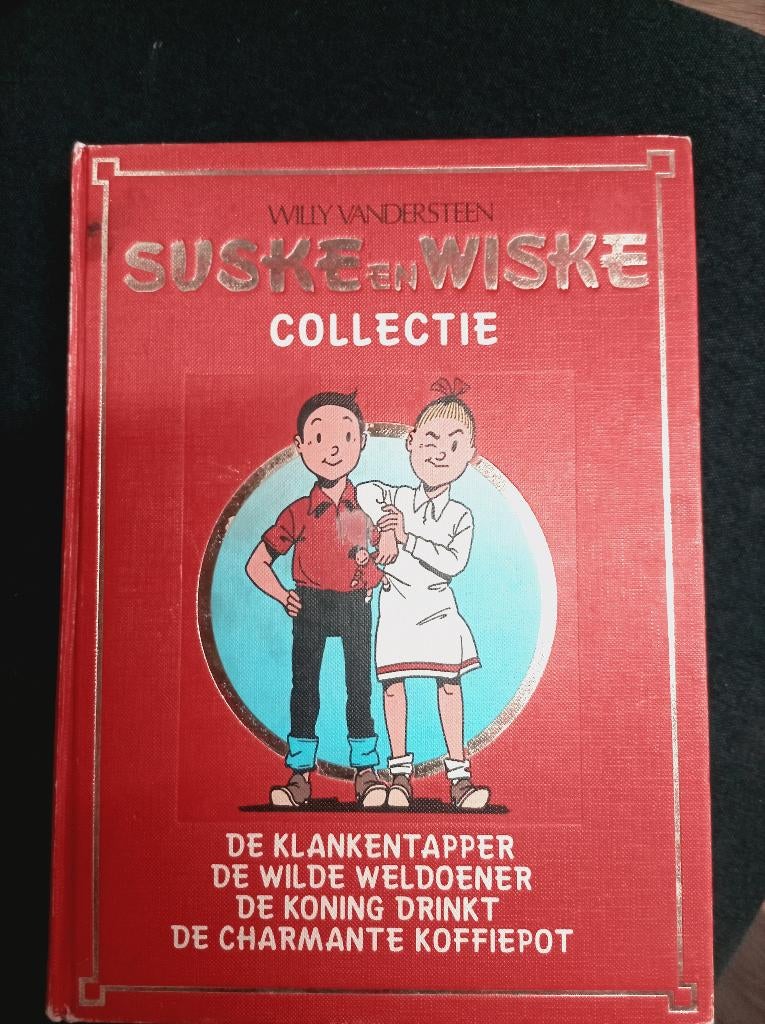 WILLY VANDERSTEEN
SUSKE EN WISKE
COLLECTIE
DE KLANKENTAPPER
DE WILDE WELDOENER
DE KONING DRINKT
DE CHARMANTE KOFFIEPOT